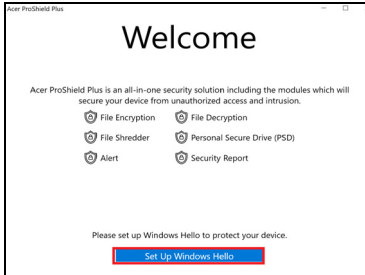 Acer ProShield Plus
Welcome
Acer ProShield Plus is an all-in-one security solution including the modules which will
secure your device from unauthorized access and intrusion.
File Encryption File Decryption
File Shredder Personal Secure Drive (PSD)
Alert Security Report
Please set up Windows Hello to protect your device.
Set Up Windows Hello